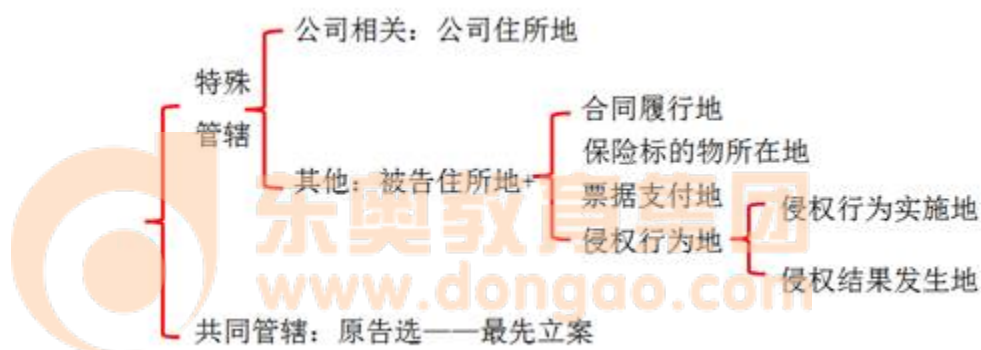 公司相关：公司住所地
特殊
管辖
合同履行地
保险标的物所在地
其他：被告住所地+
票据支付地
侵权行为实施地
侵权行为地
侵权结果发生地
共同管辖：原告选——最先立案
东奥教育集团
www.dongao.com